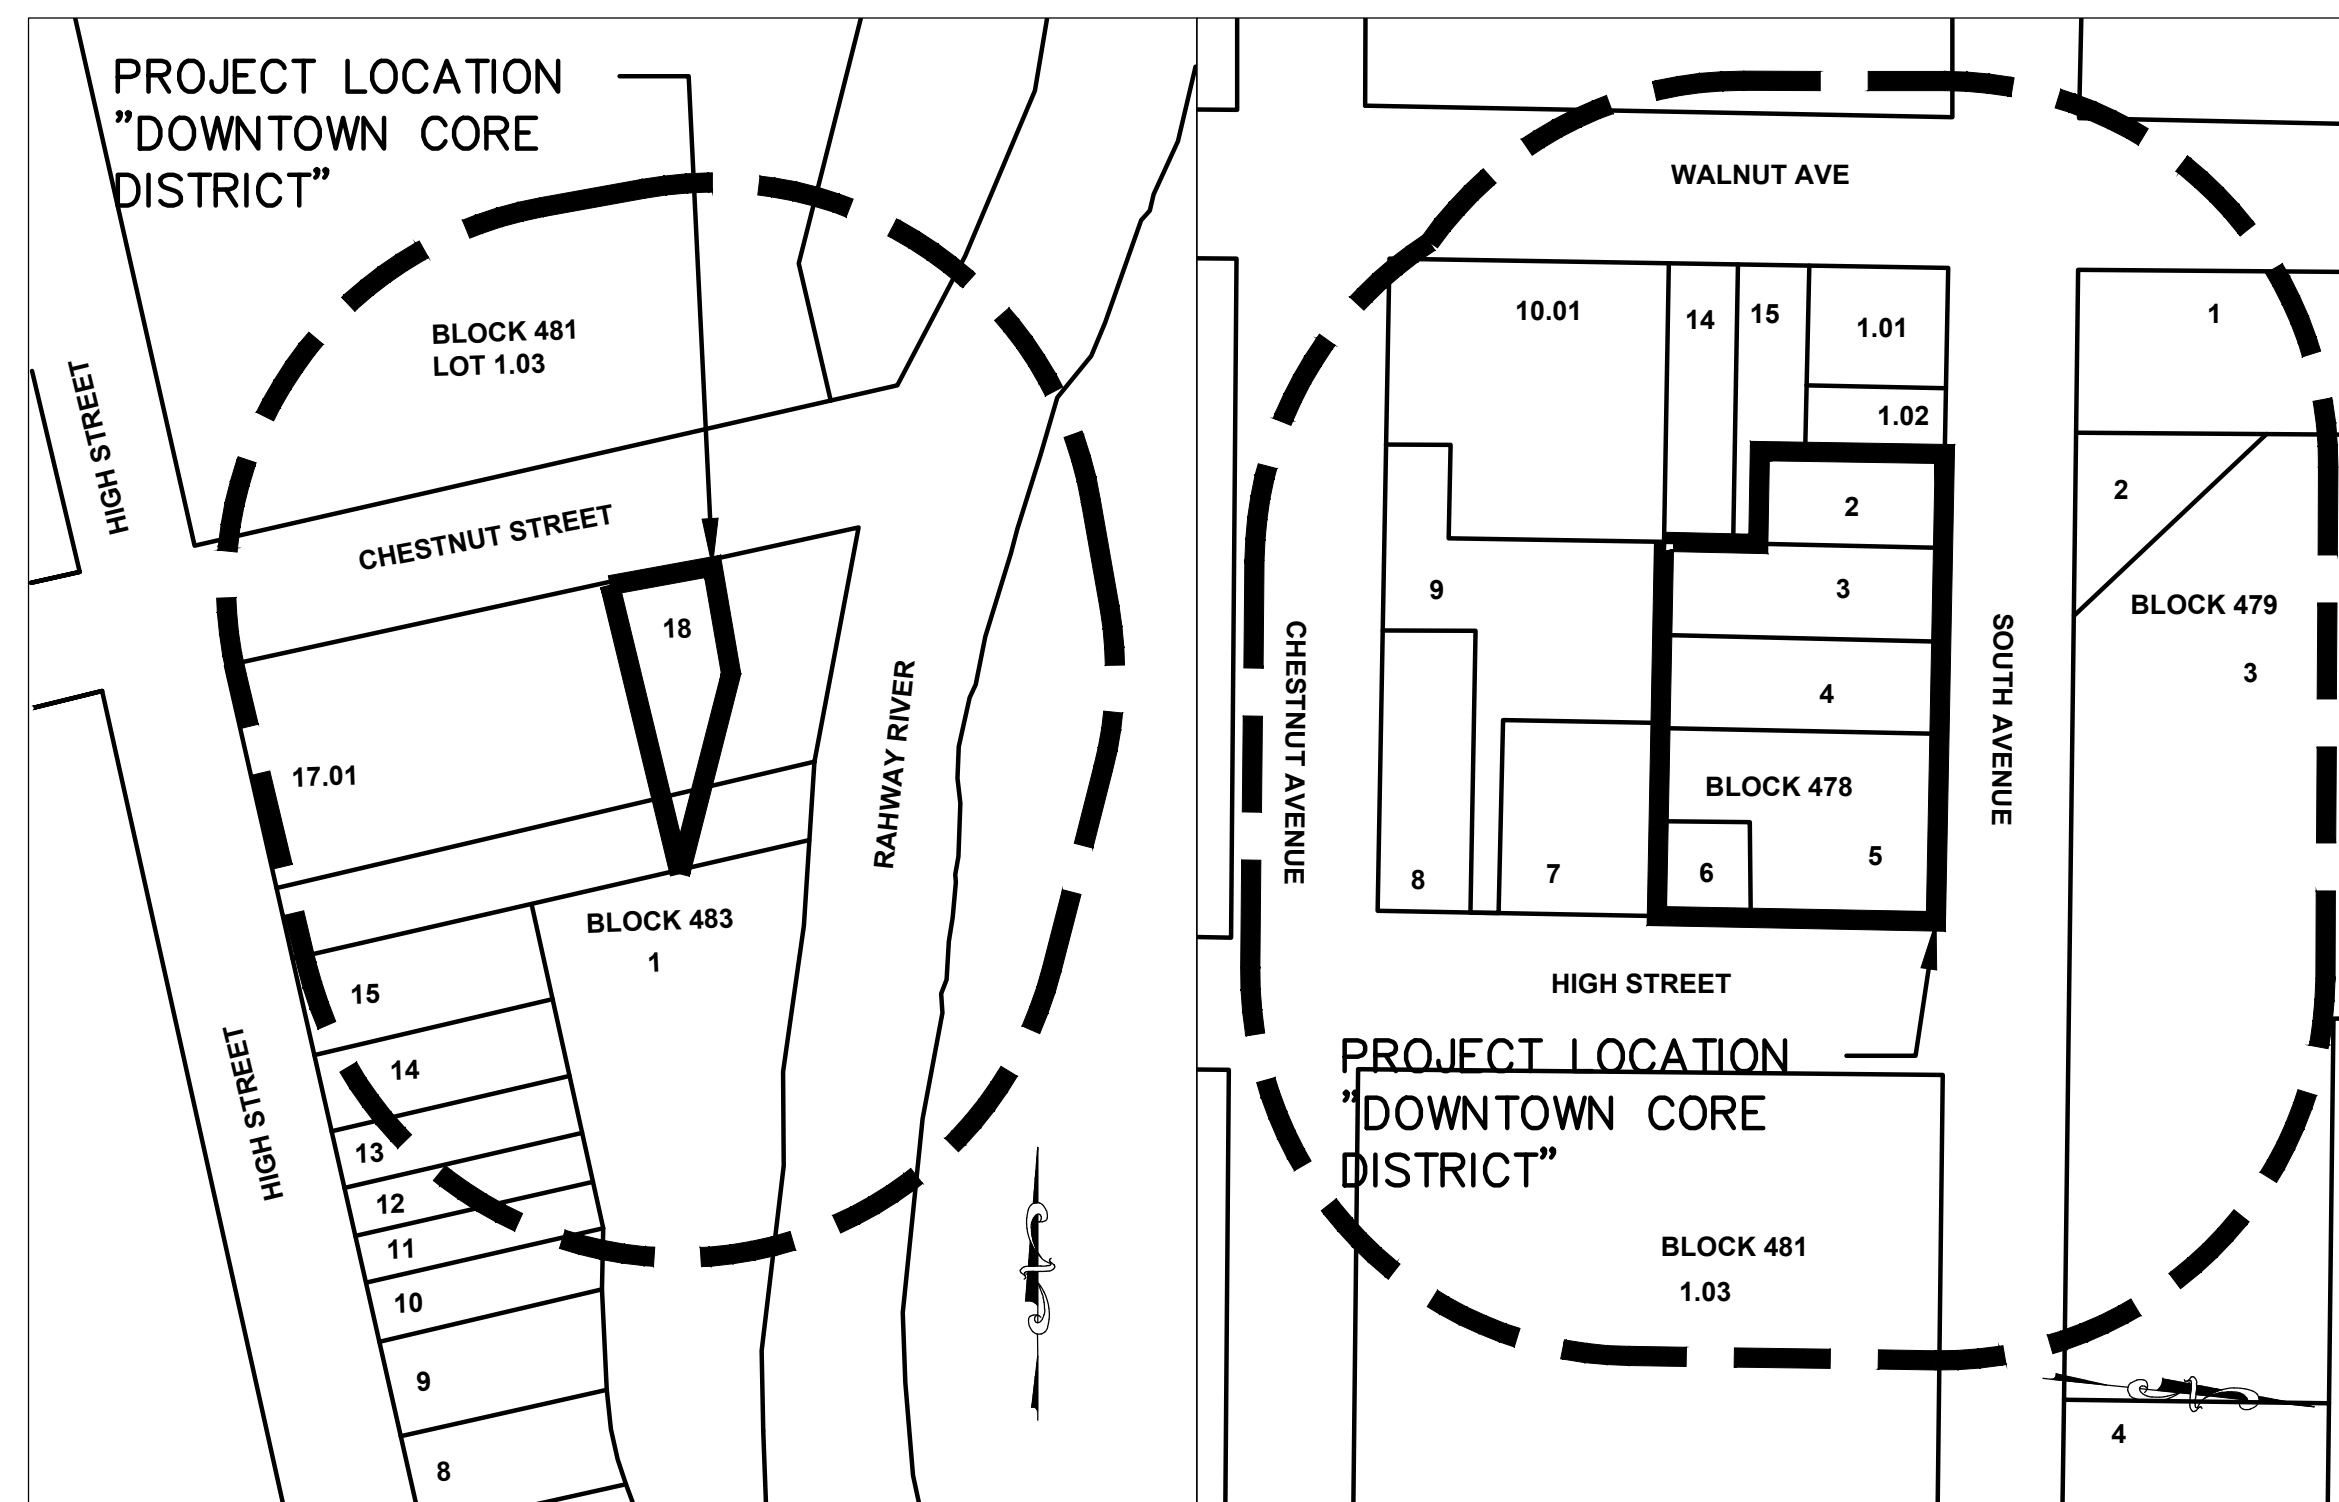 PROJECT LOCATION
"DOWNTOWN CORE
DISTRICT"
BLOCK 481
LOT 1.03
HIGH STREET
CHESTNUT STREET
18
17.01
RAHWAY RIVER
BLOCK 483
1
15
14
13
12
11
10
9
8
HIGH STREET
WALNUT AVE
10.01
14
15
1.01
1.02
1
2
2
3
9
BLOCK 479
3
4
CHESTNUT AVENUE
SOUTH AVENUE
BLOCK 478
5
6
7
8
HIGH STREET
PROJECT LOCATION
"DOWNTOWN CORE
DISTRICT"
BLOCK 481
1.03
4